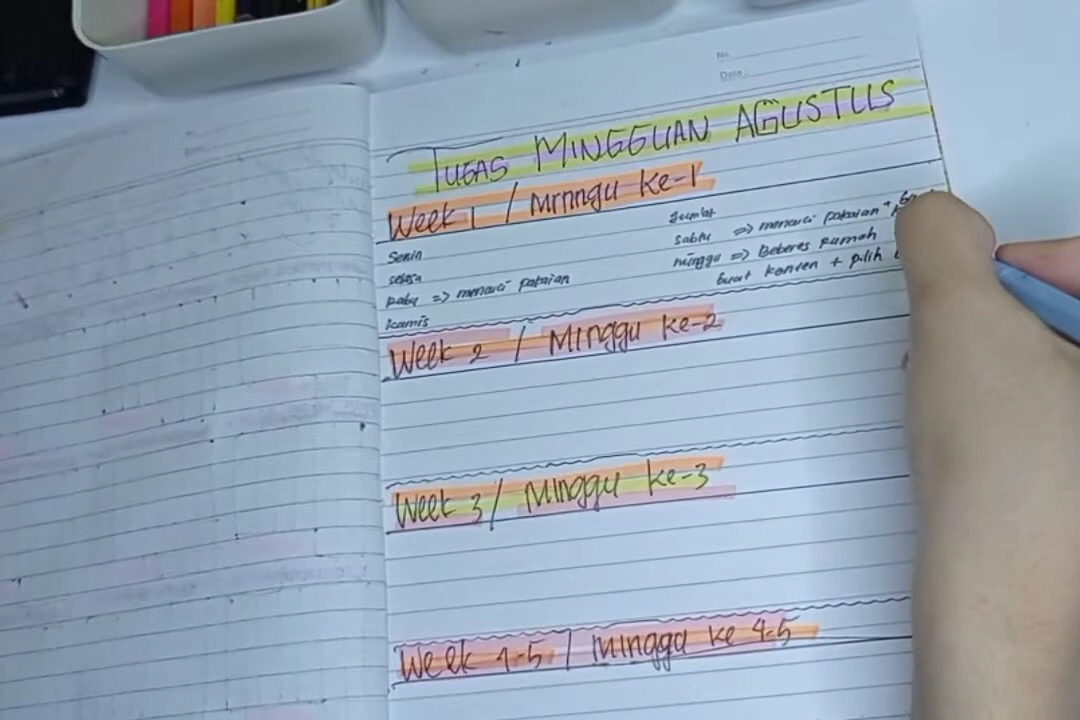 No.
Date :
TUGAS MINGGUAN AGUSTUS
Week 1 / Minggu ke-1
Senin
selasa
Rabu => mencuci pakaian
kamis
Jumlat
sabtu => mencuci pakaian +
minggu => Beberes Rumah
buat konten + pilih
Week 2 / Minggu ke-2
Week 3 / Minggu ke-3
Week 4-5 / Minggu ke 4-5